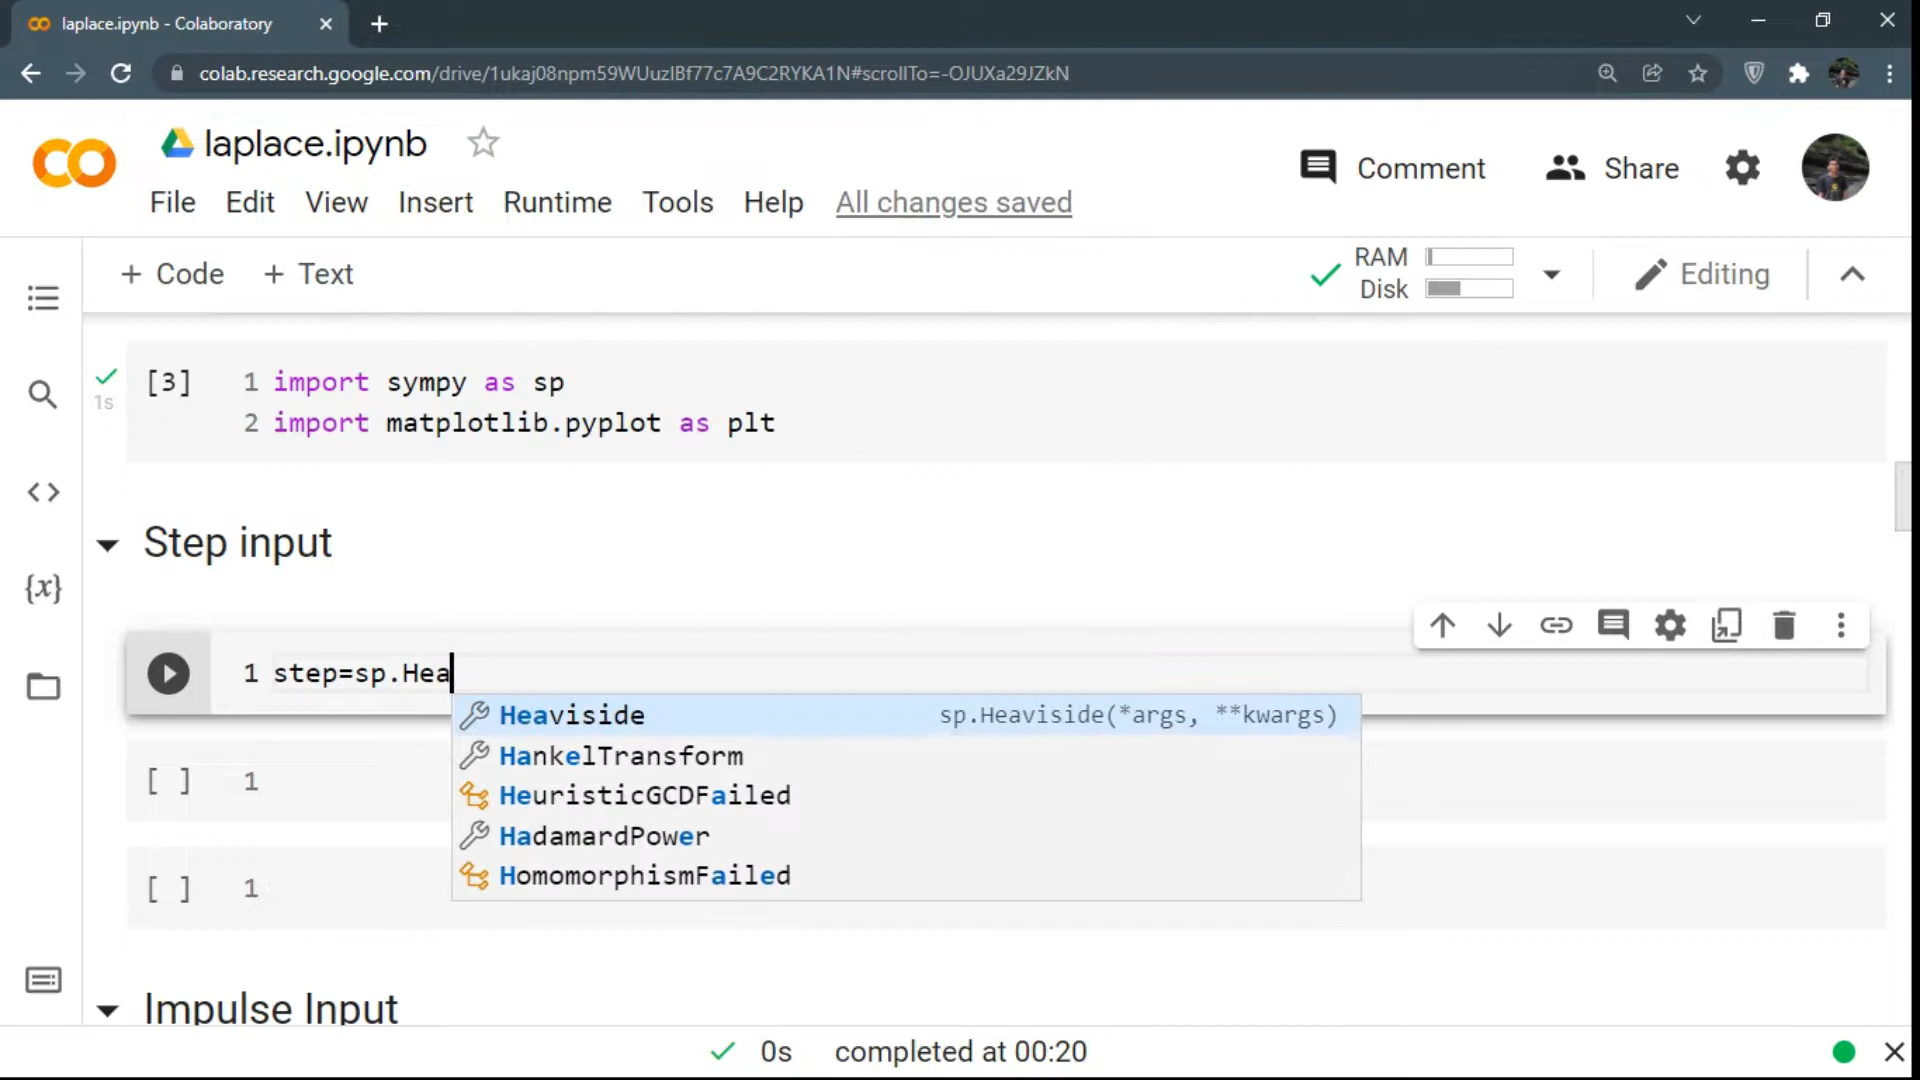 laplace.ipynb - Colaboratory
colab.research.google.com/drive/1ukaj08npm59WUuzlBf77c7A9C2RYKA1N#scrollTo=-OJUXa29JZkN
laplace.ipynb
Comment
Share
File Edit View Insert Runtime Tools Help All changes saved
+ Code + Text
RAM
Disk
Editing
[3]
1s
1 import sympy as sp
2 import matplotlib.pyplot as plt
Step input
1 step=sp.Hea
Heaviside sp.Heaviside(*args, **kwargs)
HankelTransform
HeuristicGCDFailed
HadamardPower
HomomorphismFailed
[ ] 1
[ ] 1
Impulse Input
0s completed at 00:20